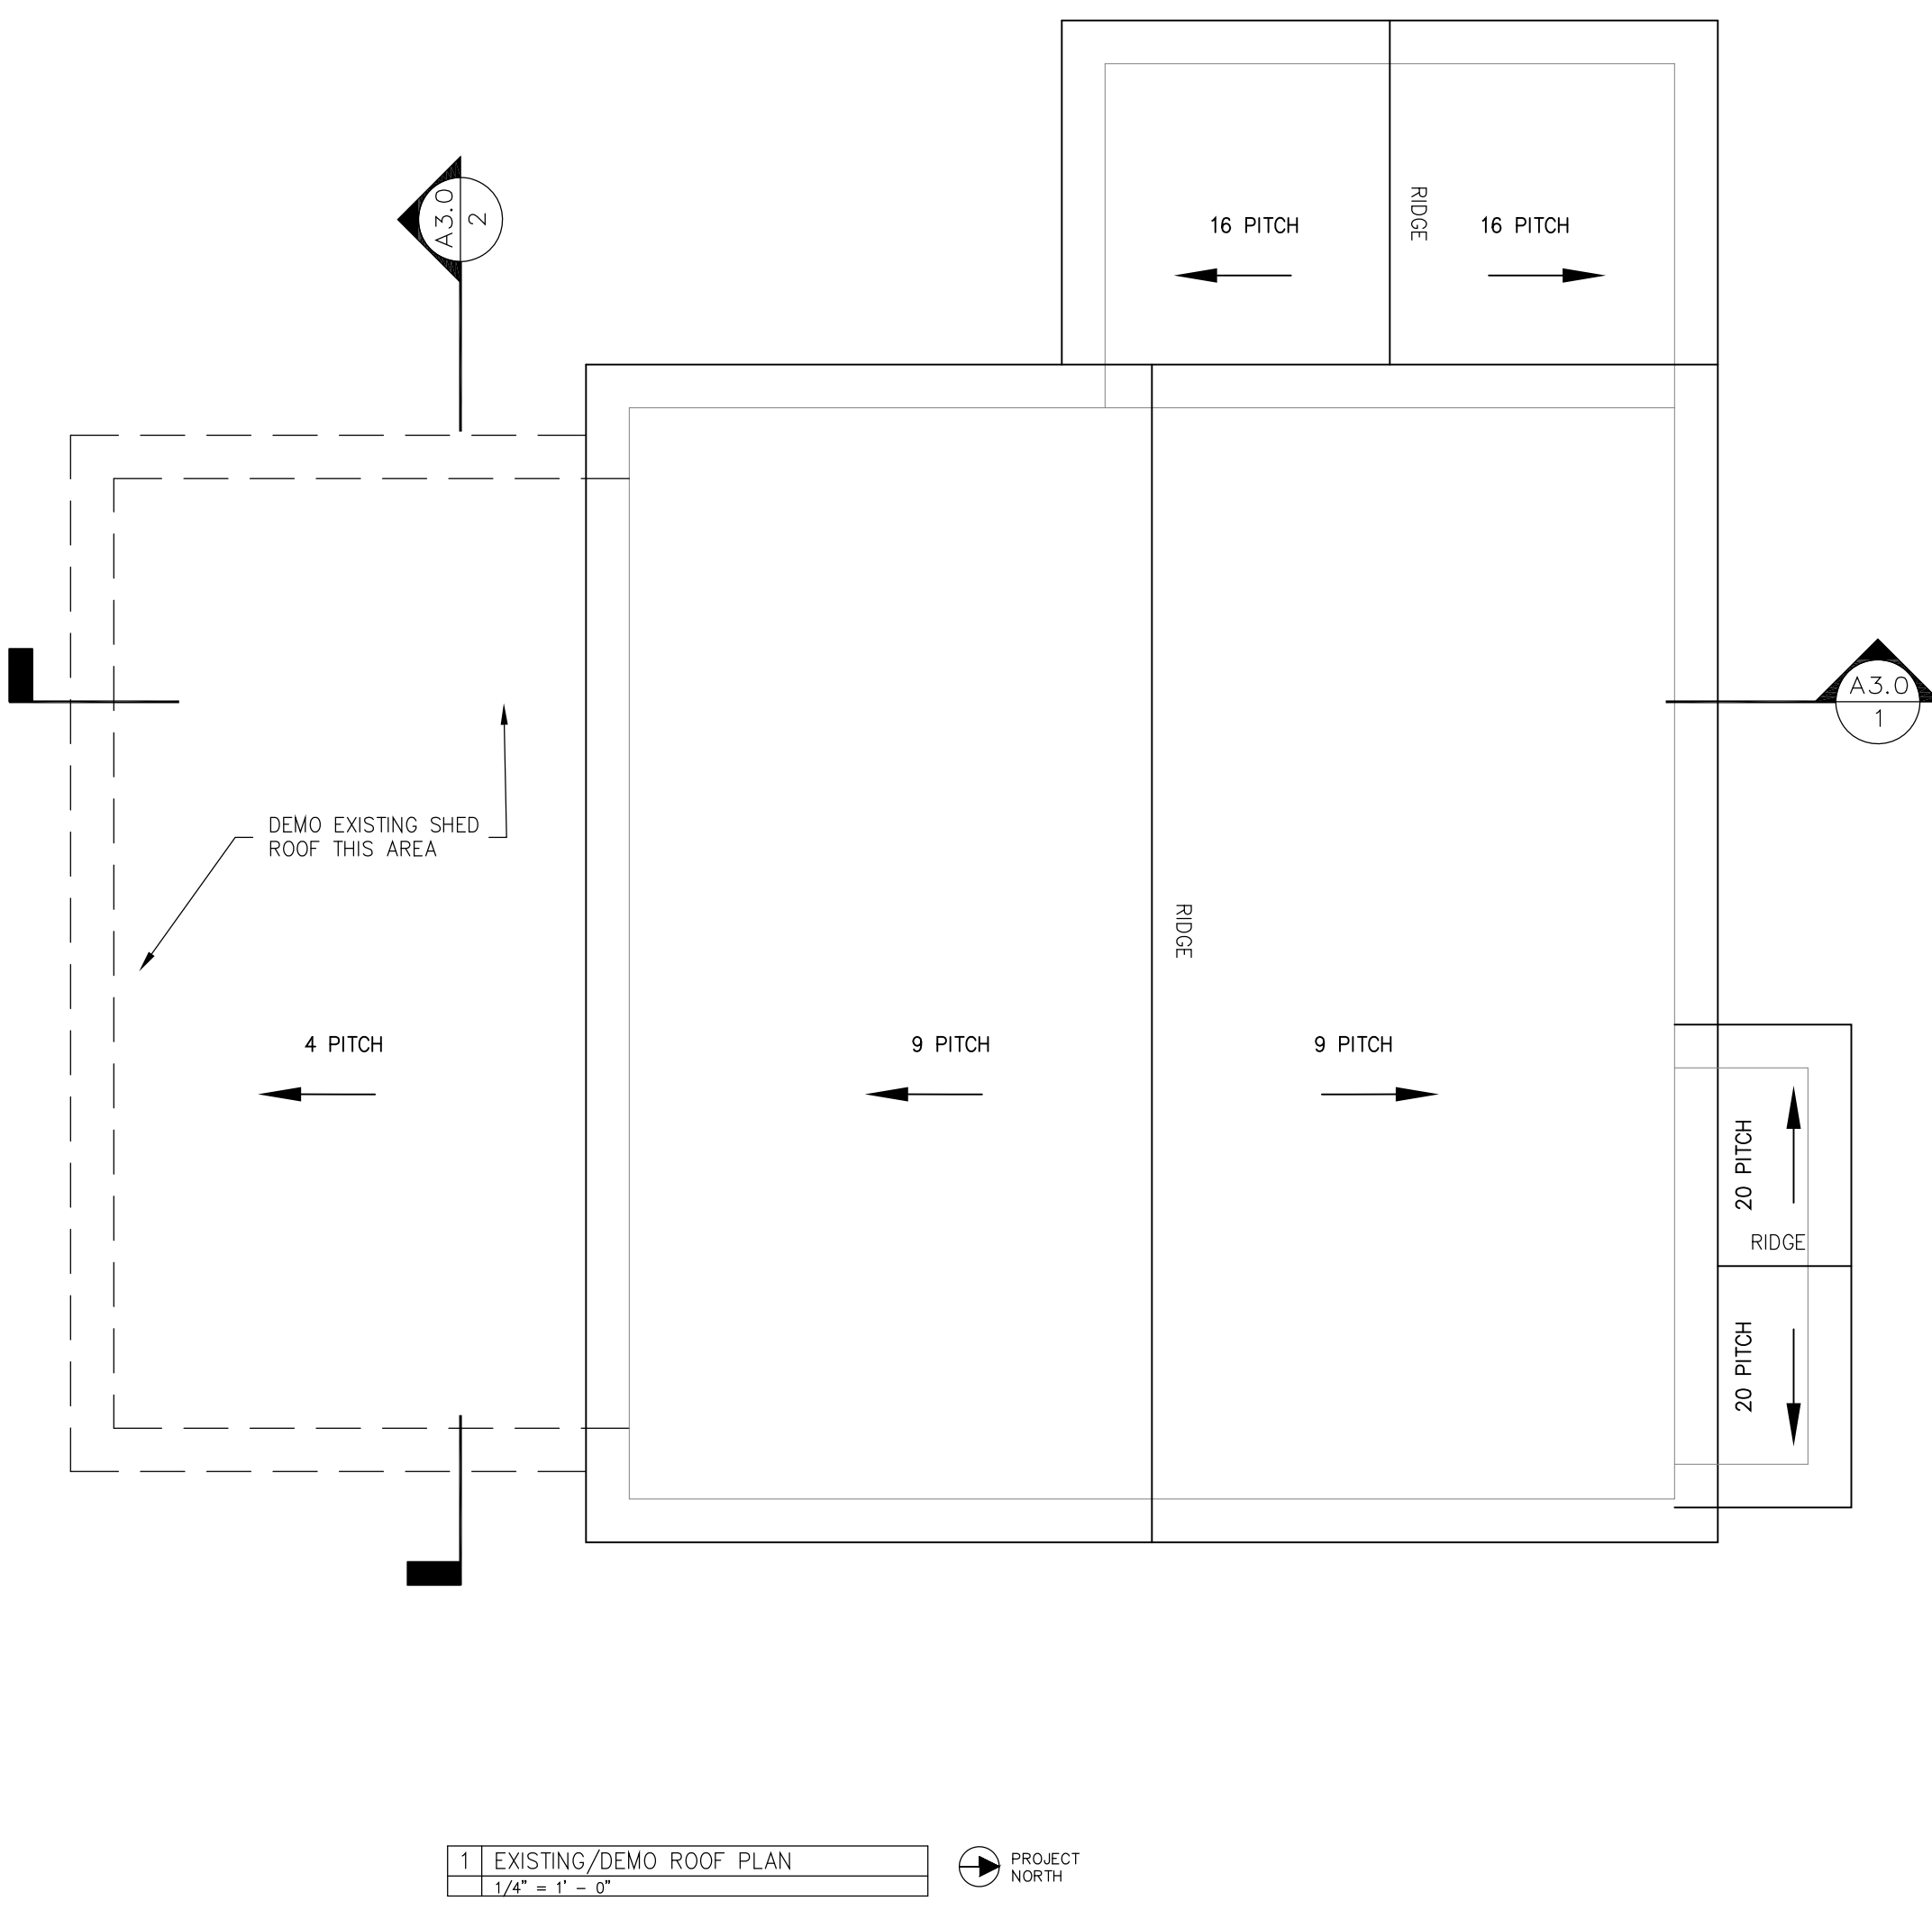 RIDGE
16 PITCH
16 PITCH
A3.0
2
A3.0
1
DEMO EXISTING SHED
ROOF THIS AREA
RIDGE
4 PITCH
9 PITCH
9 PITCH
20 PITCH
RIDGE
20 PITCH
1 EXISTING/DEMO ROOF PLAN
1/4" = 1' - 0"
PROJECT
NORTH